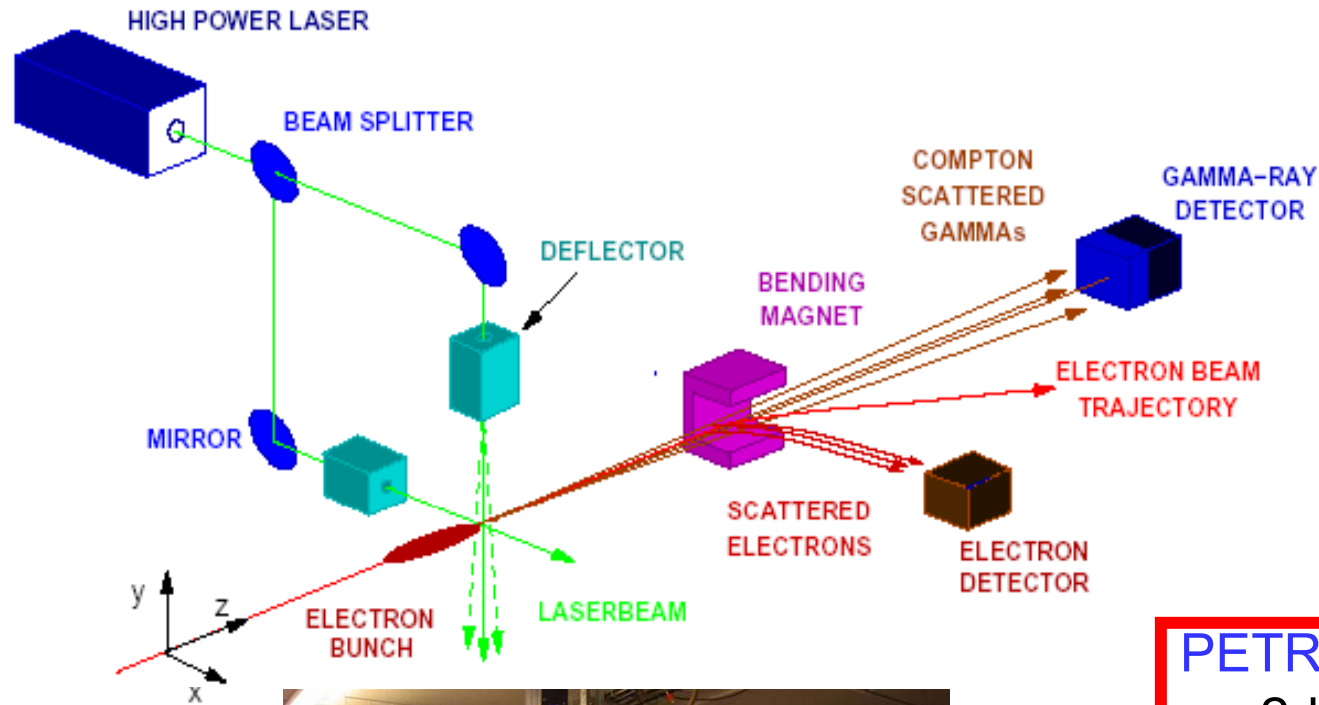 HIGH POWER LASER
BEAM SPLITTER
COMPTON
SCATTERED
GAMMAs
GAMMA-RAY
DETECTOR
DEFLECTOR
BENDING
MAGNET
ELECTRON BEAM
TRAJECTORY
MIRROR
SCATTERED
ELECTRONS
ELECTRON
DETECTOR
LASERBEAM
ELECTRON
BUNCH
y
z
x
PETR